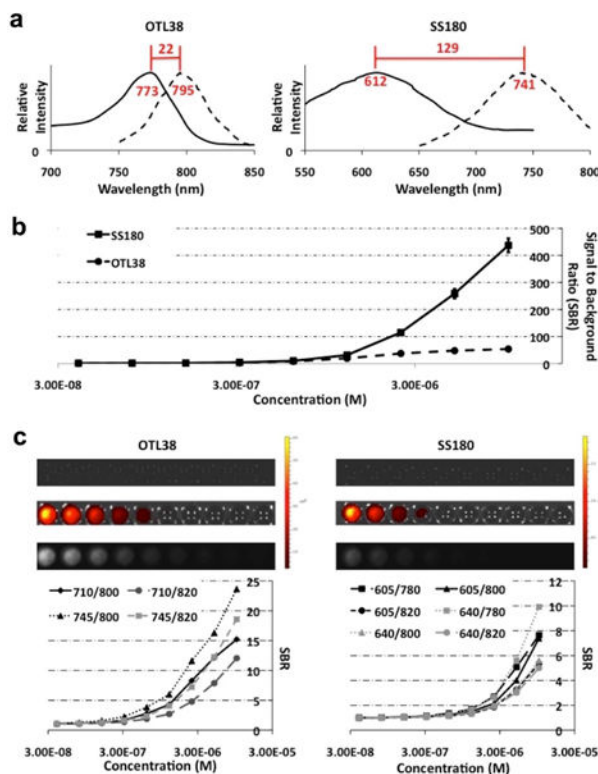 a
OTL38
SS180
22
129
773
795
612
741
Relative
Intensity
0
700
750
800
850
Wavelength (nm)
Relative
Intensity
0
550
600
650
700
750
800
Wavelength (nm)
b
SS180
OTL38
500
400
300
200
100
0
Signal to Background
Ratio (SBR)
3.00E-08
3.00E-07
3.00E-06
Concentration (M)
c
OTL38
SS180
710/800
710/820
745/800
745/820
25
20
15
10
5
0
SBR
3.00E-08
3.00E-07
3.00E-06
3.00E-05
Concentration (M)
605/780
605/800
605/820
640/780
640/800
640/820
12
10
8
6
4
2
0
SBR
3.00E-08
3.00E-07
3.00E-06
3.00E-05
Concentration (M)